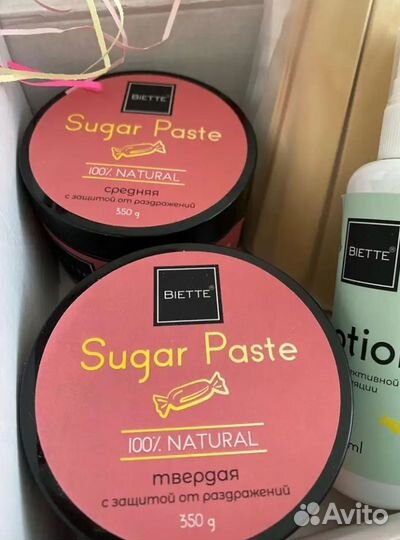 BIETTE®
Sugar Paste
100% NATURAL
средняя
с защитой от раздражений
350 g
BIETTE®
Sugar Paste
100% NATURAL
твердая
с защитой от раздражений
350 g
BIETTE®
ml
Avito